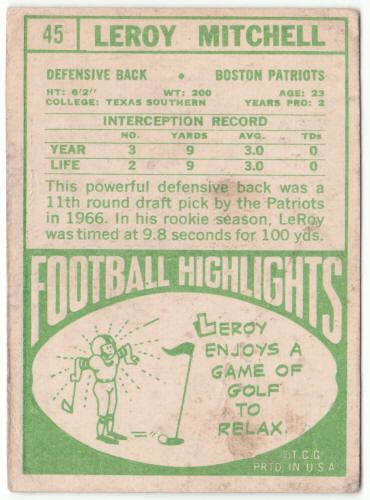 45 LEROY MITCHELL
DEFENSIVE BACK • BOSTON PATRIOTS
HT: 6'2" WT: 200 AGE: 23
COLLEGE: TEXAS SOUTHERN YEARS PRO: 2
INTERCEPTION RECORD
NO. YARDS AVG. TDs
YEAR 3 9 3.0 0
LIFE 2 9 3.0 0
This powerful defensive back was a
11th round draft pick by the Patriots
in 1966. In his rookie season, LeRoy
was timed at 9.8 seconds for 100 yds.
FOOTBALL HIGHLIGHTS
LEROY
ENJOYS A
GAME OF
GOLF
TO
RELAX.
©T.C.G.
PRTD. IN U.S.A.